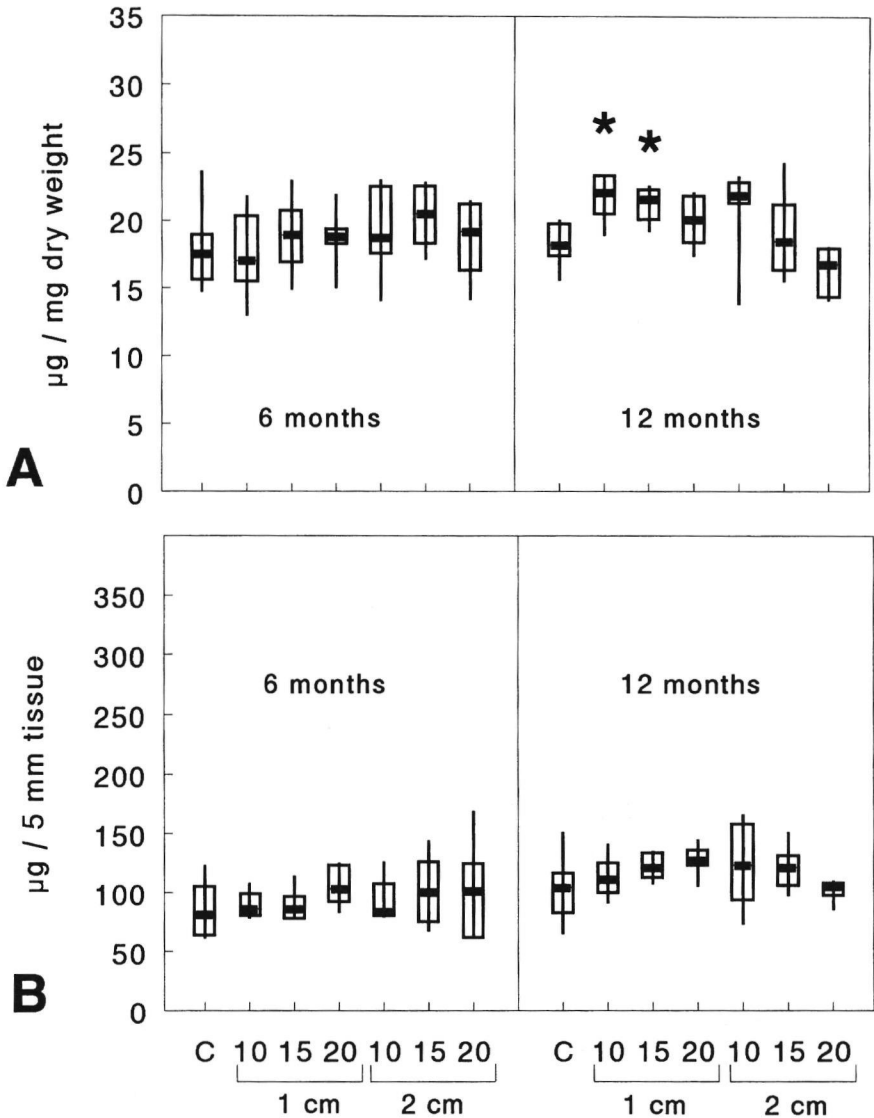 35
30
25
20
15
10
5
0
µg / mg dry weight
* *
6 months 12 months
A
350
300
250
200
150
100
50
0
µg / 5 mm tissue
6 months 12 months
B
C 10 15 20 10 15 20 C 10 15 20 10 15 20
1 cm 2 cm 1 cm 2 cm